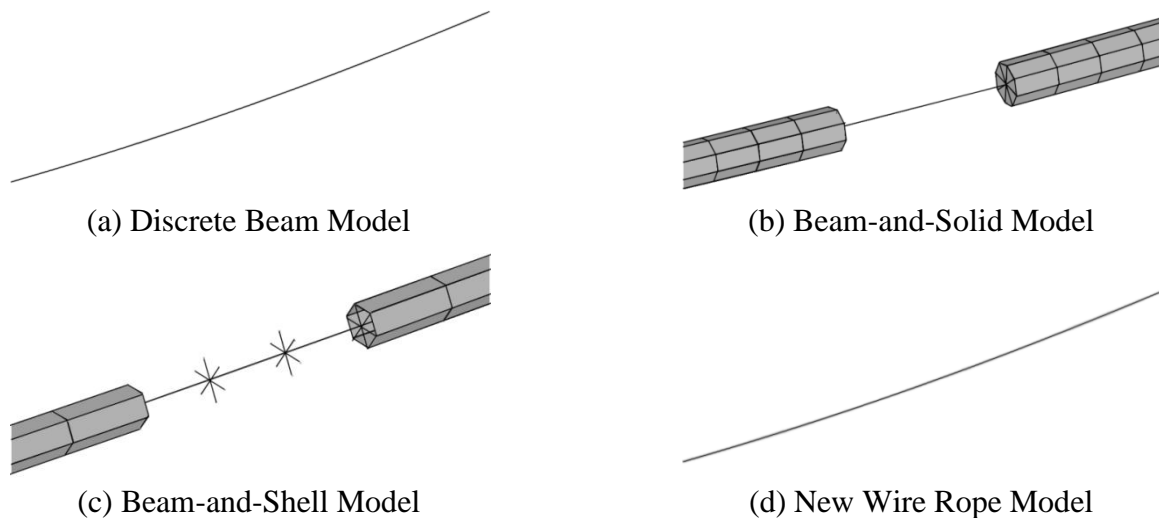 (a) Discrete Beam Model
(b) Beam-and-Solid Model
(c) Beam-and-Shell Model
(d) New Wire Rope Model